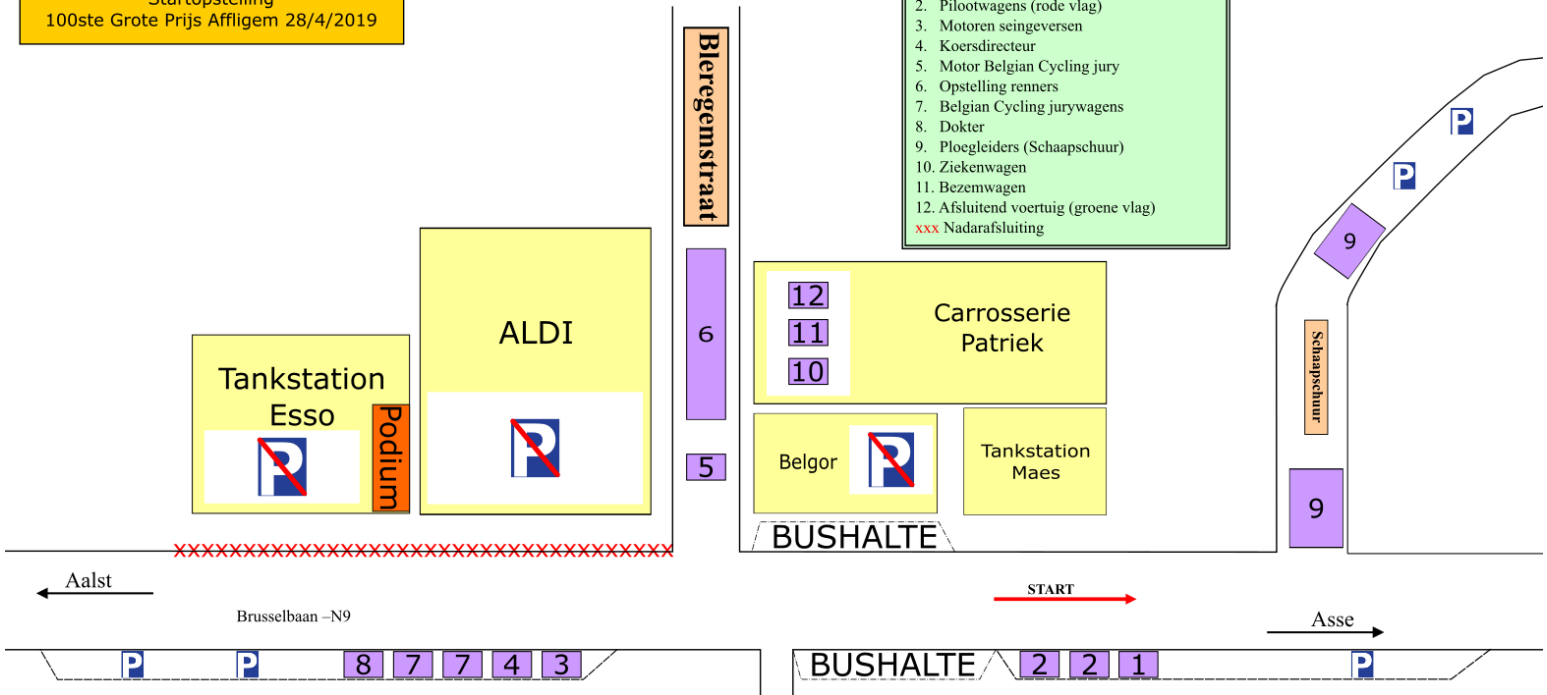 Startopstelling
100ste Grote Prijs Affligem 28/4/2019
2. Pilootwagens (rode vlag)
3. Motoren seingeversen
4. Koersdirecteur
5. Motor Belgian Cycling jury
6. Opstelling renners
7. Belgian Cycling jurywagens
8. Dokter
9. Ploegleiders (Schaapschuur)
10. Ziekenwagen
11. Bezemwagen
12. Afsluitend voertuig (groene vlag)
xxx Nadarafsluiting
Bleregemstraat
P
P
9
Schaapschuur
9
ALDI
P
Tankstation
Esso
P
Podium
6
5
12
11
10
Carrosserie
Patriek
Belgor
P
Tankstation
Maes
BUSHALTE
XXXXXXXXXXXXXXXXXXXXXXXXXXXXXXXXXXXXXX
Aalst
START
Brusselbaan –N9
Asse
P
P
8
7
7
4
3
BUSHALTE
2
2
1
P